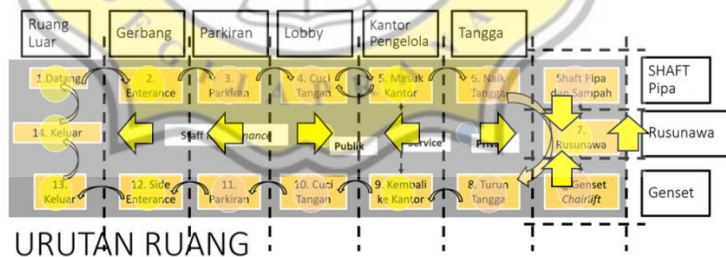 Ruang
Luar
Gerbang
Parkiran
Lobby
Kantor
Pengelola
Tangga
1.Datang
2.
Enterance
3.
Parkiran
4. Cuci
Tangan
5. Masuk
Kantor
6. Naik
Tangga
Shaft Pipa
dan Sampah
SHAFT
Pipa
14. Keluar
Staff
Publik
Service
7.
Rusunawa
Rusunawa
13.
Keluar
12. Side
Enterance
11.
Parkiran
10. Cuci
Tangan
9. Kembali
ke Kantor
8. Turun
Tangga
Genset
Chairlift
Genset
URUTAN RUANG